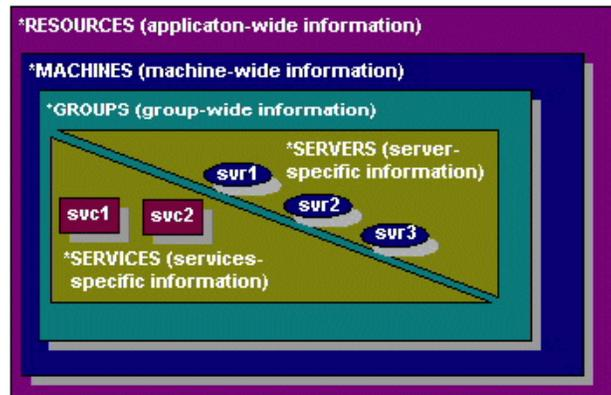 *RESOURCES (applicaton-wide information)
*MACHINES (machine-wide information)
*GROUPS (group-wide information)
*SERVERS (server-
specific information)
svr1
svr2
svr3
svc1
svc2
*SERVICES (services-
specific information)